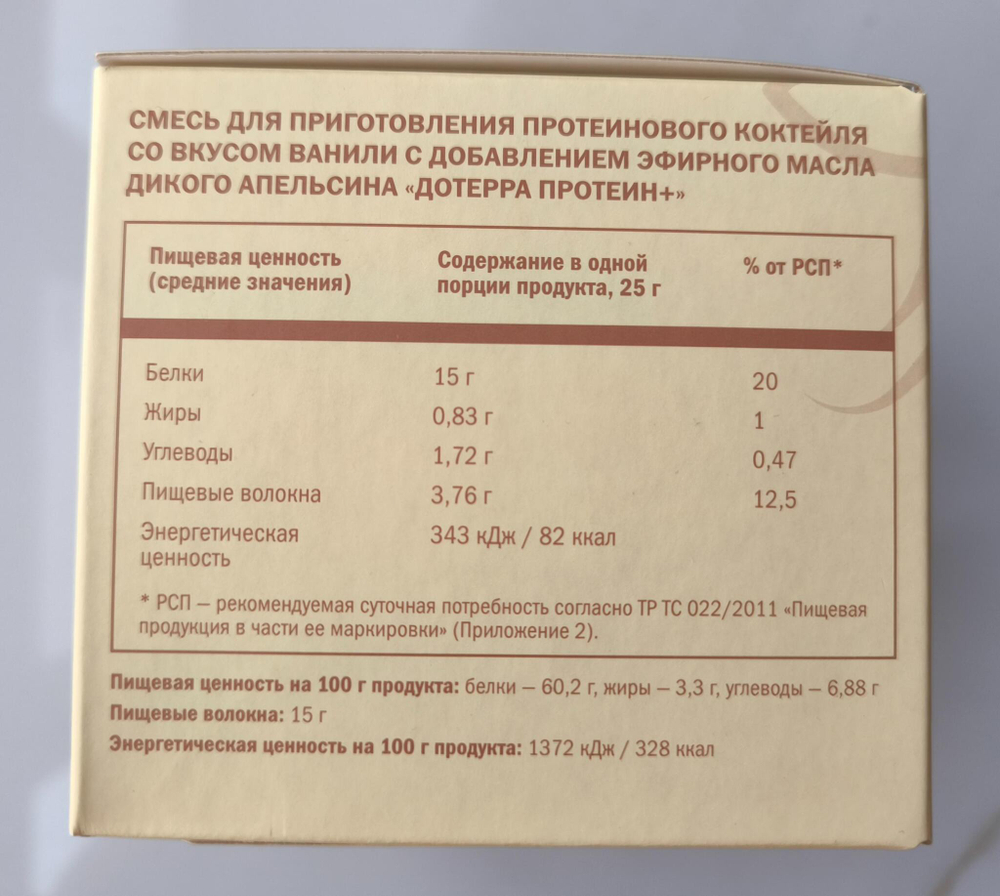 СМЕСЬ ДЛЯ ПРИГОТОВЛЕНИЯ ПРОТЕИНОВОГО КОКТЕЙЛЯ
СО ВКУСОМ ВАНИЛИ С ДОБАВЛЕНИЕМ ЭФИРНОГО МАСЛА
ДИКОГО АПЕЛЬСИНА «ДОТЕРРА ПРОТЕИН+»
Пищевая ценность (средние значения) Содержание в одной порции продукта, 25 г % от РСП*
Белки 15 г 20
Жиры 0,83 г 1
Углеводы 1,72 г 0,47
Пищевые волокна 3,76 г 12,5
Энергетическая ценность 343 кДж / 82 ккал
* РСП — рекомендуемая суточная потребность согласно ТР ТС 022/2011 «Пищевая
продукция в части ее маркировки» (Приложение 2).
Пищевая ценность на 100 г продукта: белки — 60,2 г, жиры — 3,3 г, углеводы — 6,88 г
Пищевые волокна: 15 г
Энергетическая ценность на 100 г продукта: 1372 кДж / 328 ккал